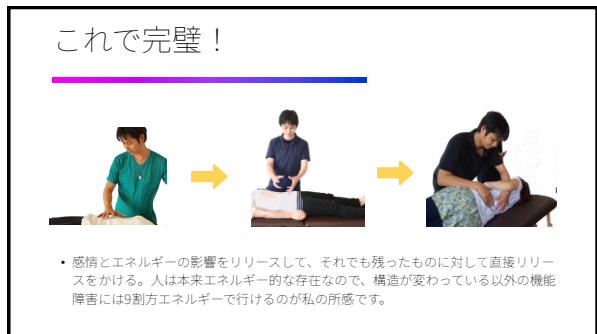 これで完璧！
• 感情とエネルギーの影響をリリースして、それでも残ったものに対して直接リリー
スをかける。人は本来エネルギー的な存在なので、構造が変わっている以外の機能
障害には9割方エネルギーで行けるのが私の所感です。